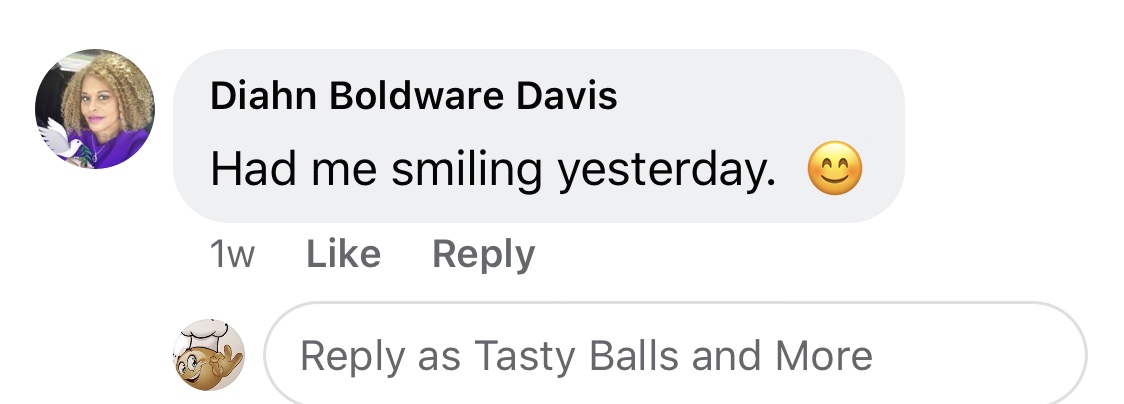 Diahn Boldware Davis
Had me smiling yesterday. 😊
1w Like Reply
Reply as Tasty Balls and More